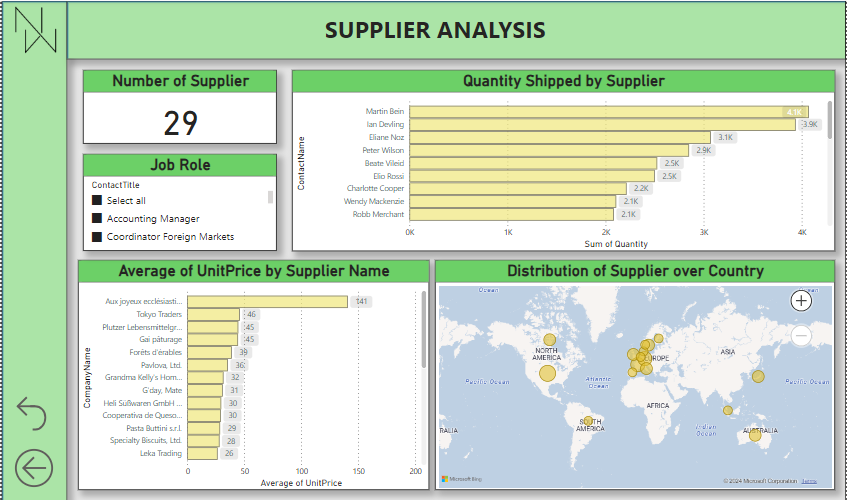 SUPPLIER ANALYSIS
Number of Supplier
29
Job Role
ContactTitle
Select all
Accounting Manager
Coordinator Foreign Markets
Quantity Shipped by Supplier
ContactName
Martin Bein 4.1K
Ian Devling 3.9K
Eliane Noz 3.1K
Peter Wilson 2.9K
Beate Vileid 2.5K
Elio Rossi 2.5K
Charlotte Cooper 2.2K
Wendy Mackenzie 2.1K
Robb Merchant 2.1K
0K 1K 2K 3K 4K
Sum of Quantity
Average of UnitPrice by Supplier Name
CompanyName
Aux joyeux ecclésiasti... 141
Tokyo Traders 46
Plutzer Lebensmittelgr... 45
Gai pâturage 45
Forêts d'érables 39
Pavlova, Ltd. 36
Grandma Kelly's Hom... 32
G'day, Mate 31
Heli Süßwaren GmbH ... 30
Cooperativa de Queso... 30
Pasta Buttini s.r.l. 29
Specialty Biscuits, Ltd. 28
Leka Trading 26
0 50 100 150 200
Average of UnitPrice
Distribution of Supplier over Country
Ocean
Ocean
NORTH
AMERICA
ASIA
Pacific Ocean
Atlantic
Ocean
Pacific Ocean
AFRICA
AMERICA
Indian
Ocean
RALIA
Microsoft Bing
© 2024 Microsoft Corporation Terms